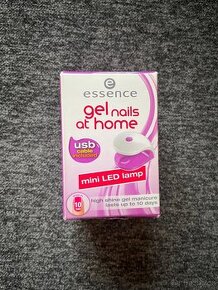 essence
gel nails
at home
usb
cable
included
mini LED lamp
high shine gel manicure
lasts up to 10 days
10